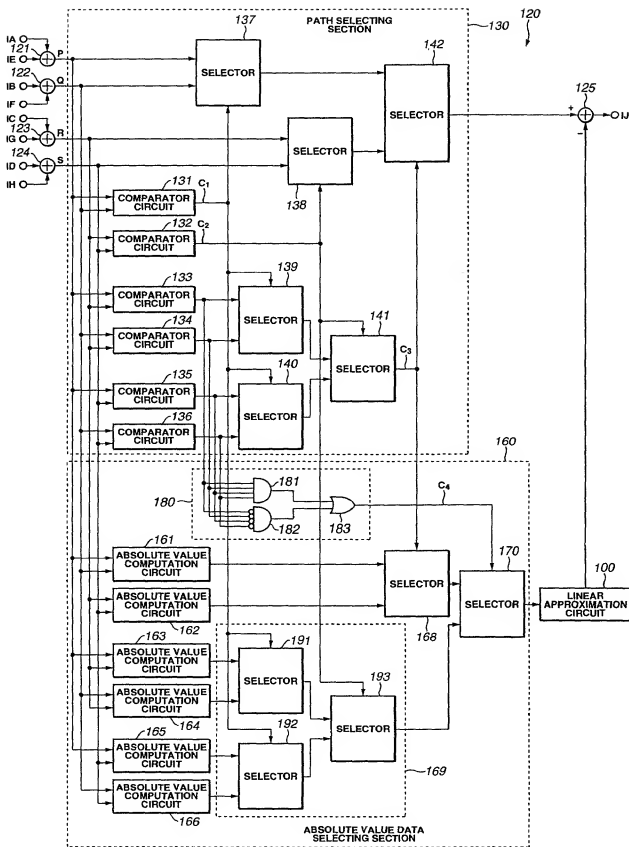 PATH SELECTING
SECTION
130
120
137
142
IA
121
P
IE
122
Q
IB
IF
IC
123
R
IG
124
S
ID
IH
SELECTOR
SELECTOR
125
+
−
IJ
SELECTOR
138
131
C1
COMPARATOR
CIRCUIT
132
C2
COMPARATOR
CIRCUIT
133
COMPARATOR
CIRCUIT
134
COMPARATOR
CIRCUIT
139
SELECTOR
141
SELECTOR
C3
135
COMPARATOR
CIRCUIT
136
COMPARATOR
CIRCUIT
140
SELECTOR
160
180
181
182
183
C4
161
ABSOLUTE VALUE
COMPUTATION
CIRCUIT
ABSOLUTE VALUE
COMPUTATION
CIRCUIT
162
SELECTOR
168
170
SELECTOR
100
LINEAR
APPROXIMATION
CIRCUIT
163
ABSOLUTE VALUE
COMPUTATION
CIRCUIT
ABSOLUTE VALUE
COMPUTATION
CIRCUIT
164
191
SELECTOR
193
SELECTOR
165
ABSOLUTE VALUE
COMPUTATION
CIRCUIT
ABSOLUTE VALUE
COMPUTATION
CIRCUIT
166
192
SELECTOR
169
ABSOLUTE VALUE DATA
SELECTING SECTION